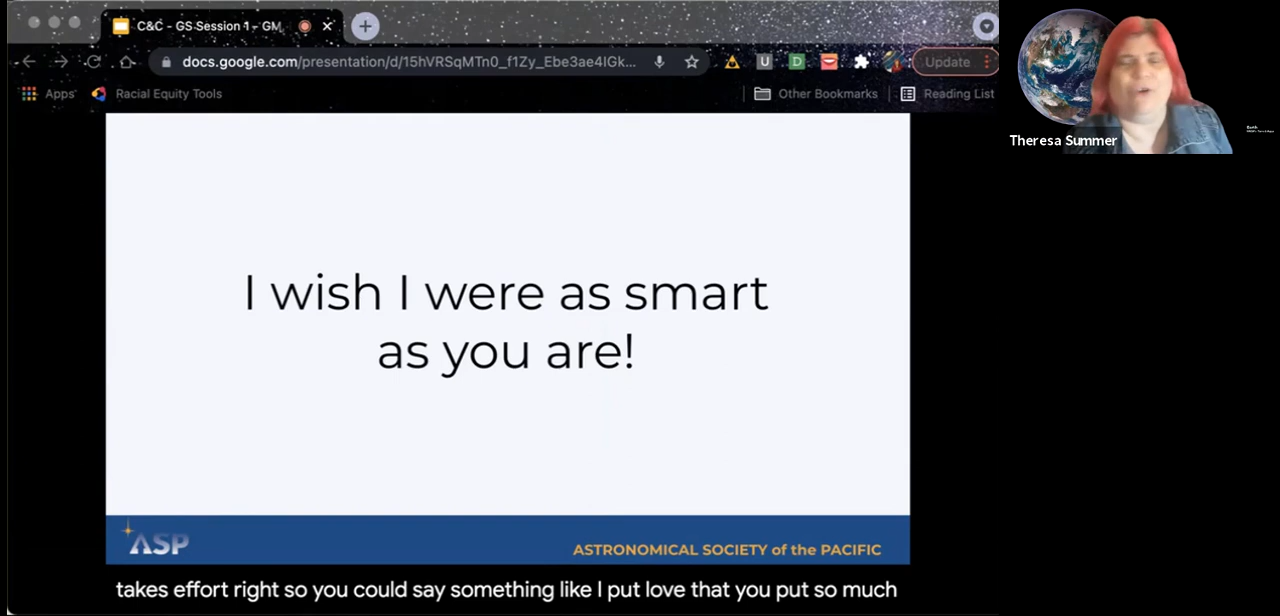 C&C - GS Session 1 - GM
docs.google.com/presentation/d/15hVRSqMTn0_f1Zy_Ebe3ae4IGk...
Update
Apps
Racial Equity Tools
Other Bookmarks
Reading List
Theresa Summer
I wish I were as smart
as you are!
ASP
ASTRONOMICAL SOCIETY of the PACIFIC
takes effort right so you could say something like I put love that you put so much